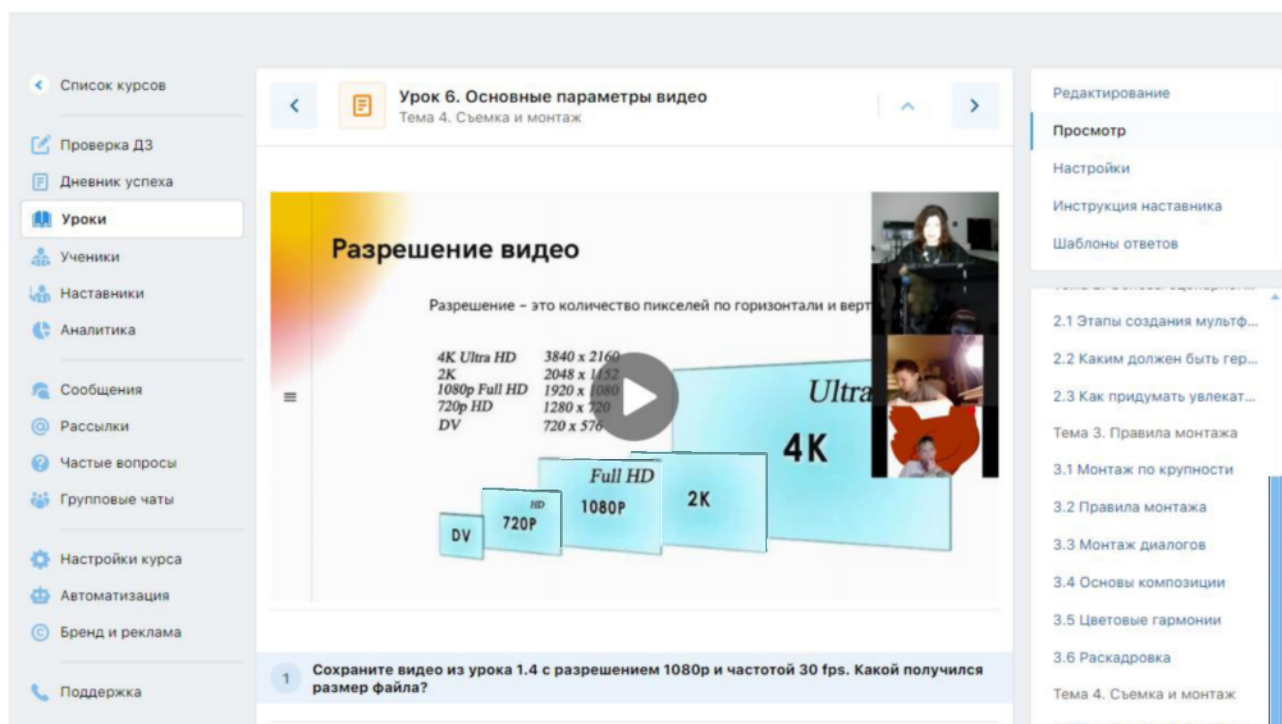 Список курсов
Проверка ДЗ
Дневник успеха
Уроки
Ученики
Наставники
Аналитика
Сообщения
Рассылки
Частые вопросы
Групповые чаты
Настройки курса
Автоматизация
Бренд и реклама
Поддержка
Урок 6. Основные параметры видео
Тема 4. Съемка и монтаж
Разрешение видео
Разрешение – это количество пикселей по горизонтали и верт
4K Ultra HD 3840 x 2160
2K 2048 x 1152
1080p Full HD 1920 x 1080
720p HD 1280 x 720
DV 720 x 576
Ultra
4K
Full HD
1080P
2K
HD
720P
DV
1
Сохраните видео из урока 1.4 с разрешением 1080р и частотой 30 fps. Какой получился
размер файла?
Редактирование
Просмотр
Настройки
Инструкция наставника
Шаблоны ответов
2.1 Этапы создания мультф...
2.2 Каким должен быть гер...
2.3 Как придумать увлекат...
Тема 3. Правила монтажа
3.1 Монтаж по крупности
3.2 Правила монтажа
3.3 Монтаж диалогов
3.4 Основы композиции
3.5 Цветовые гармонии
3.6 Раскадровка
Тема 4. Съемка и монтаж